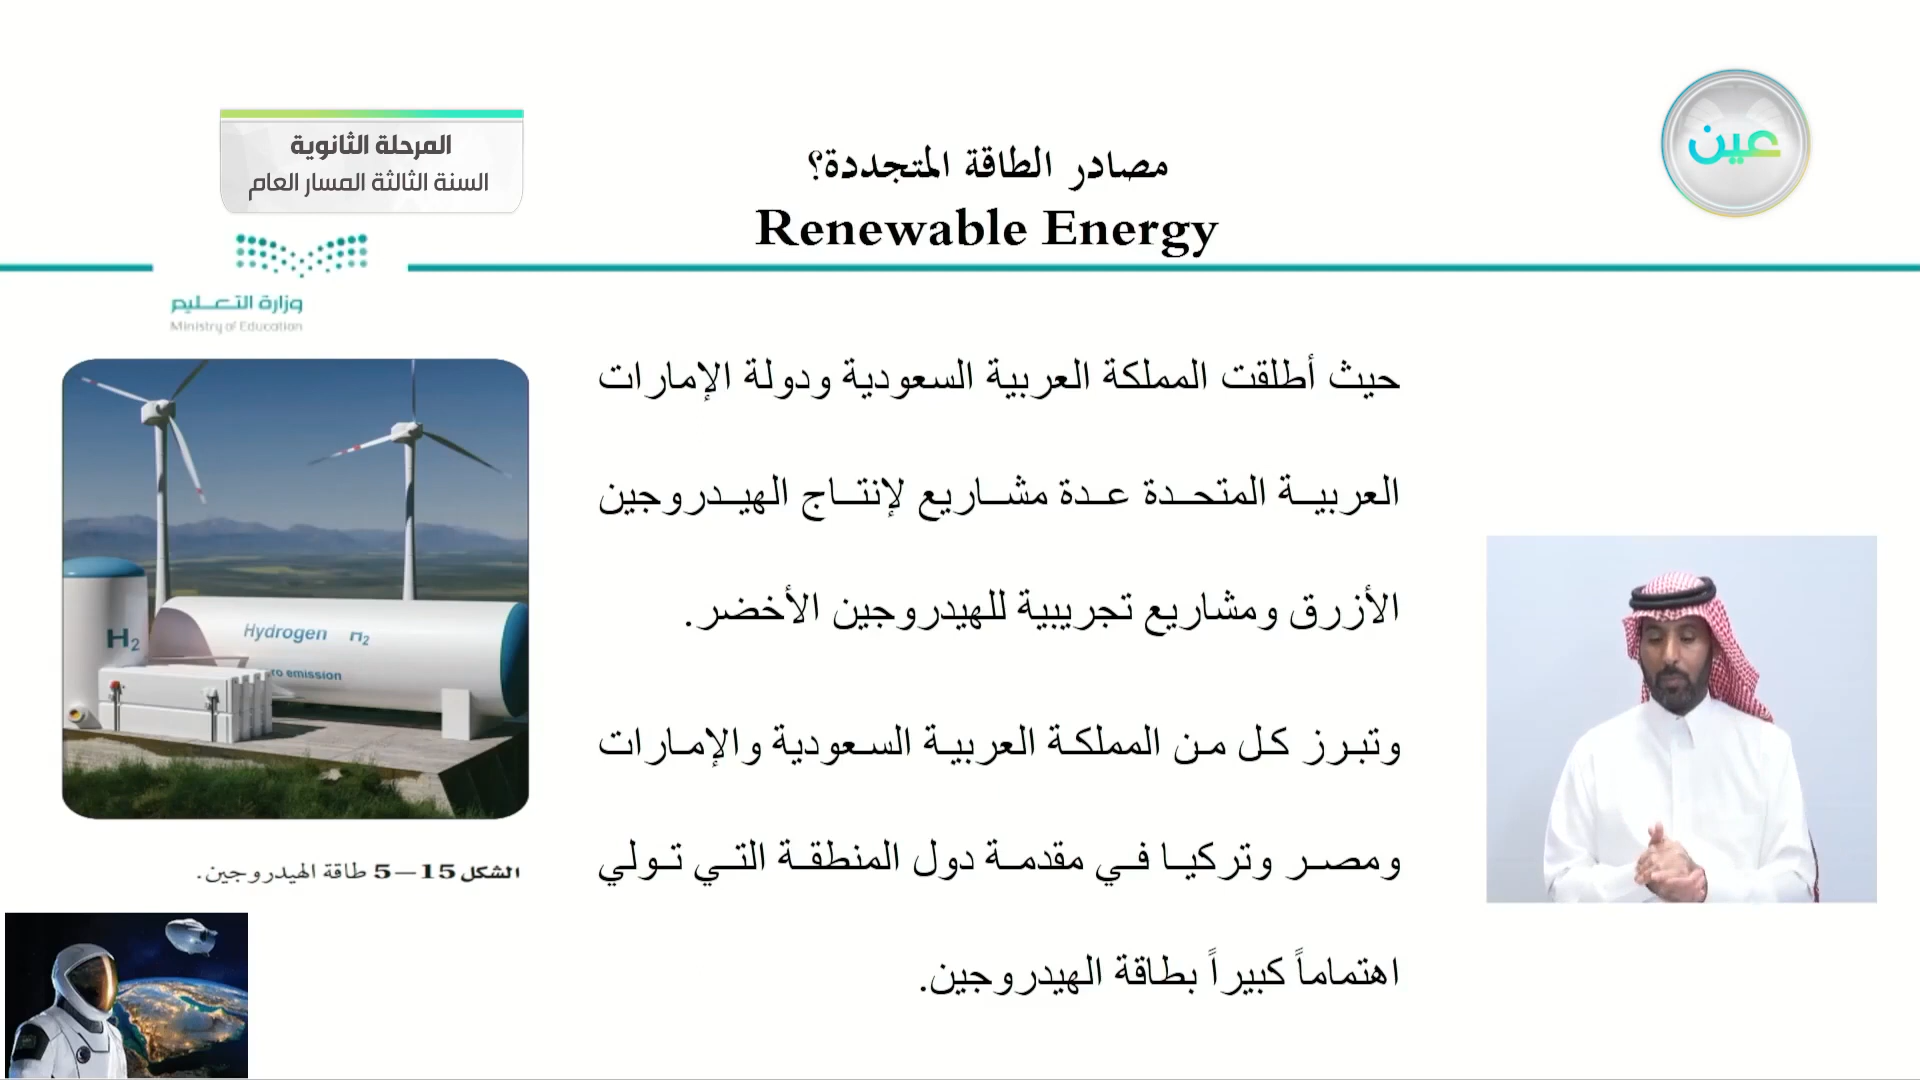 المرحلة الثانوية
السنة الثالثة المسار العام
عين
مصادر الطاقة المتجددة؟
Renewable Energy
وزارة التعليم
Ministry of Education
حيث أطلقت المملكة العربية السعودية ودولة الإمارات
العربية المتحدة عدة مشاريع لإنتاج الهيدروجين
الأزرق ومشاريع تجريبية للهيدروجين الأخضر.
وتبرز كل من المملكة العربية السعودية والإمارات
ومصر وتركيا في مقدمة دول المنطقة التي تولي
اهتماماً كبيراً بطاقة الهيدروجين.
H2
Hydrogen H2
ro emission
الشكل 15–5 طاقة الهيدروجين.